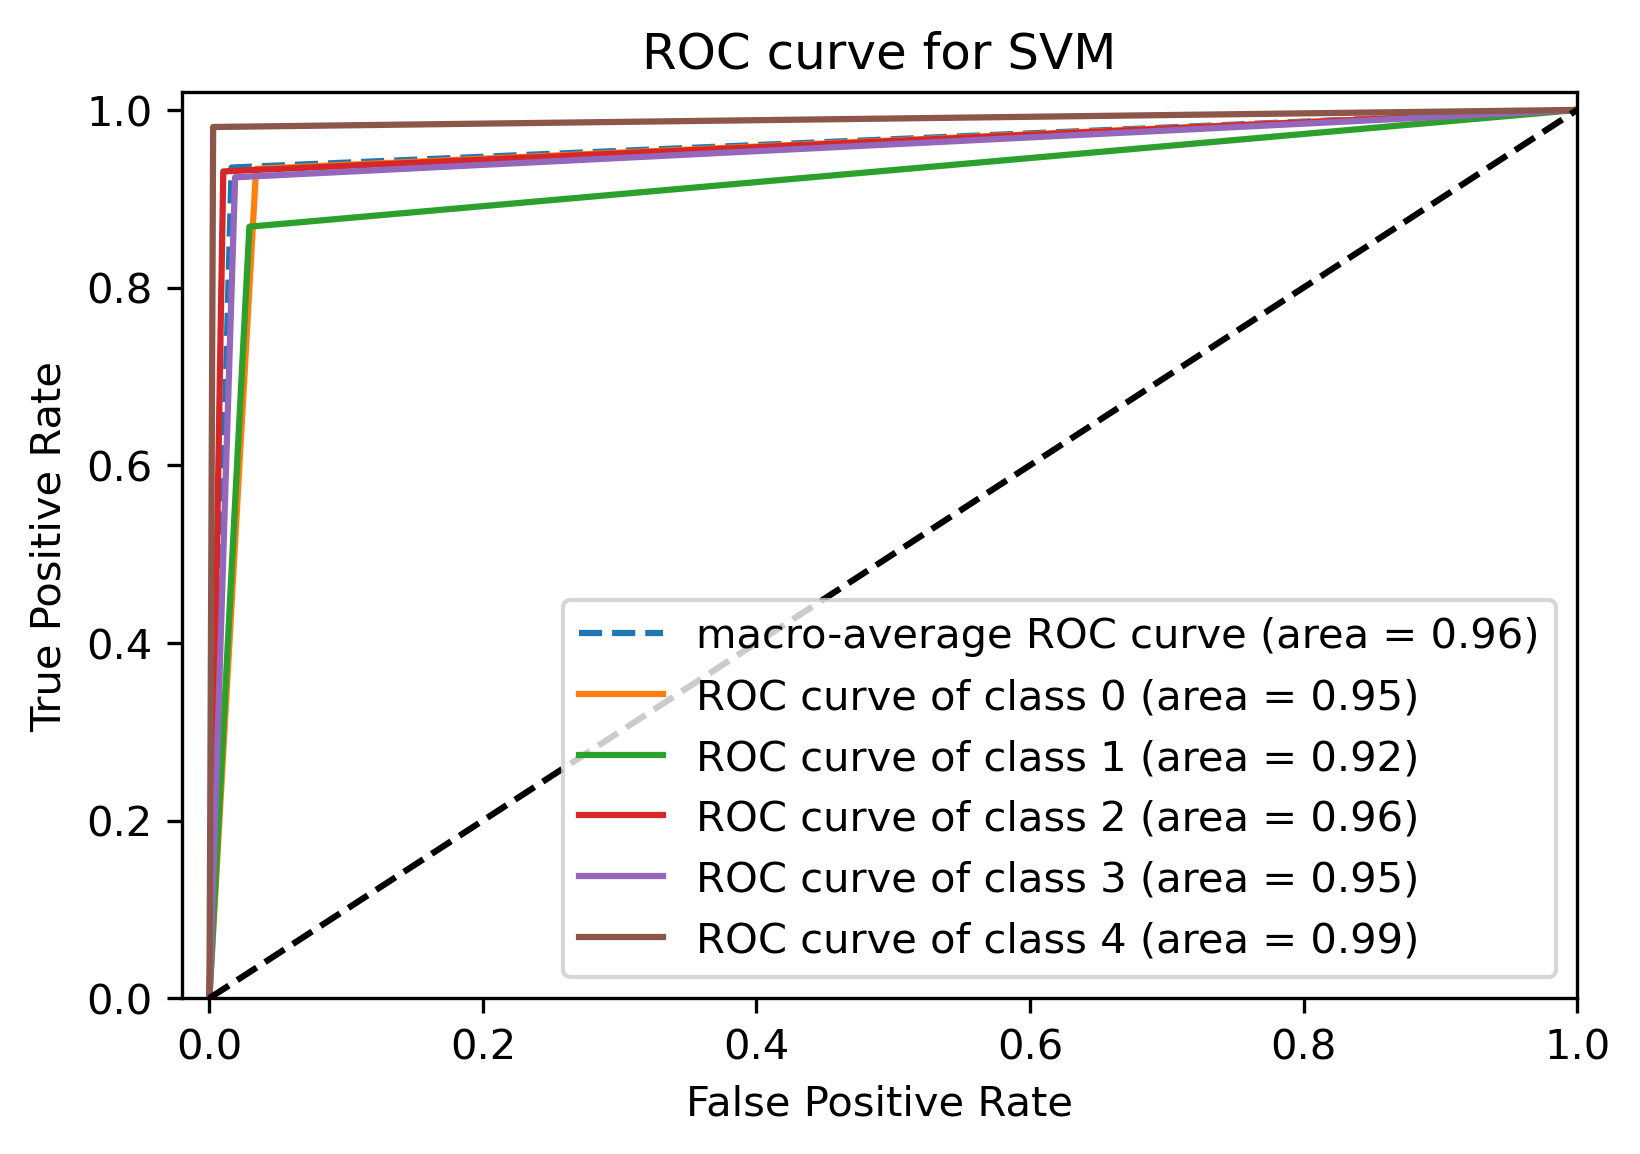 ROC curve for SVM
1.0
0.8
0.6
0.4
0.2
0.0
True Positive Rate
macro-average ROC curve (area = 0.96)
ROC curve of class 0 (area = 0.95)
ROC curve of class 1 (area = 0.92)
ROC curve of class 2 (area = 0.96)
ROC curve of class 3 (area = 0.95)
ROC curve of class 4 (area = 0.99)
0.0 0.2 0.4 0.6 0.8 1.0
False Positive Rate